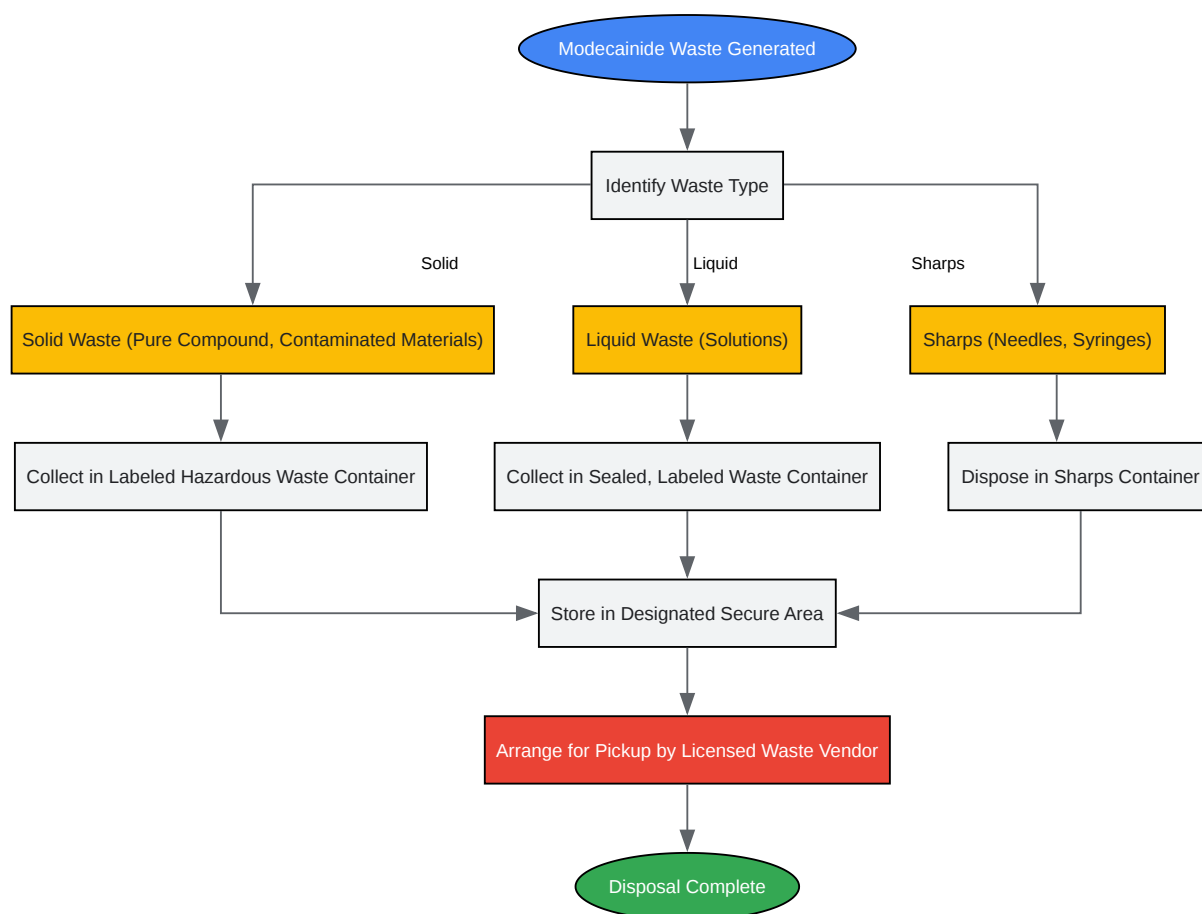 Modecainide Waste Generated
Identify Waste Type
Solid
Liquid
Sharps
Solid Waste (Pure Compound, Contaminated Materials)
Liquid Waste (Solutions)
Sharps (Needles, Syringes)
Collect in Labeled Hazardous Waste Container
Collect in Sealed, Labeled Waste Container
Dispose in Sharps Container
Store in Designated Secure Area
Arrange for Pickup by Licensed Waste Vendor
Disposal Complete